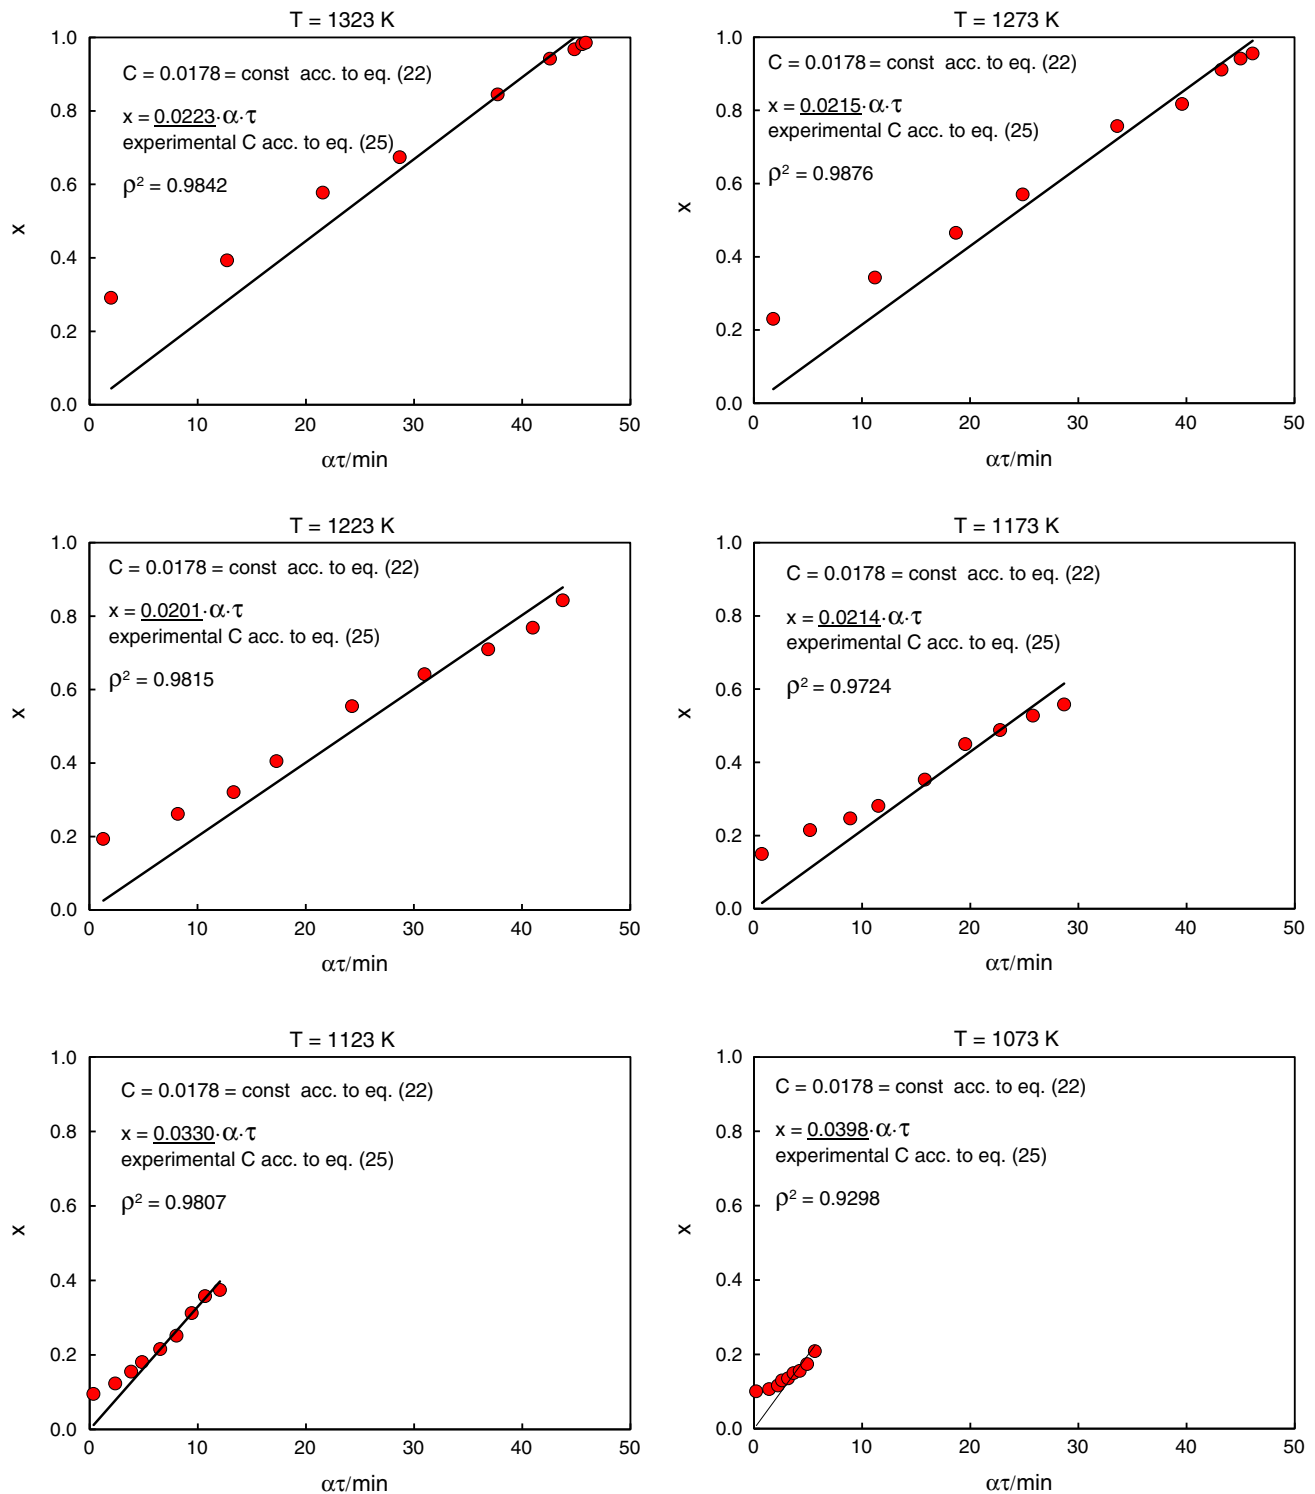 T = 1323 K
1.0
C = 0.0178 = const acc. to eq. (22)
0.8
x = 0.0223·α·τ
experimental C acc. to eq. (25)
0.6
ρ² = 0.9842
x
0.4
0.2
0.0
0 10 20 30 40 50
ατ/min
T = 1273 K
1.0
C = 0.0178 = const acc. to eq. (22)
0.8
x = 0.0215·α·τ
experimental C acc. to eq. (25)
0.6
ρ² = 0.9876
x
0.4
0.2
0.0
0 10 20 30 40 50
ατ/min
T = 1223 K
1.0
C = 0.0178 = const acc. to eq. (22)
0.8
x = 0.0201·α·τ
experimental C acc. to eq. (25)
0.6
ρ² = 0.9815
x
0.4
0.2
0.0
0 10 20 30 40 50
ατ/min
T = 1173 K
1.0
C = 0.0178 = const acc. to eq. (22)
0.8
x = 0.0214·α·τ
experimental C acc. to eq. (25)
0.6
ρ² = 0.9724
x
0.4
0.2
0.0
0 10 20 30 40 50
ατ/min
T = 1123 K
1.0
C = 0.0178 = const acc. to eq. (22)
0.8
x = 0.0330·α·τ
experimental C acc. to eq. (25)
0.6
ρ² = 0.9807
x
0.4
0.2
0.0
0 10 20 30 40 50
ατ/min
T = 1073 K
1.0
C = 0.0178 = const acc. to eq. (22)
0.8
x = 0.0398·α·τ
experimental C acc. to eq. (25)
0.6
ρ² = 0.9298
x
0.4
0.2
0.0
0 10 20 30 40 50
ατ/min